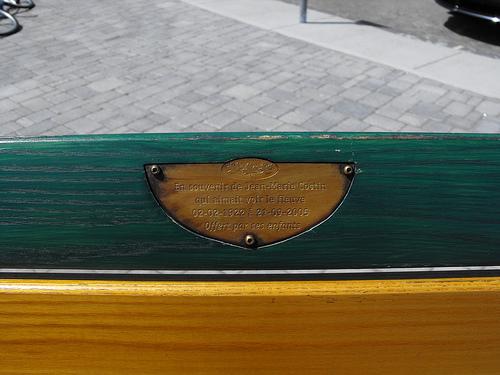 En souvenir de Jean-Marie Costin
qui aimait voir le fleuve
02-02-1922 à 21-09-2005
Offert par ses enfants